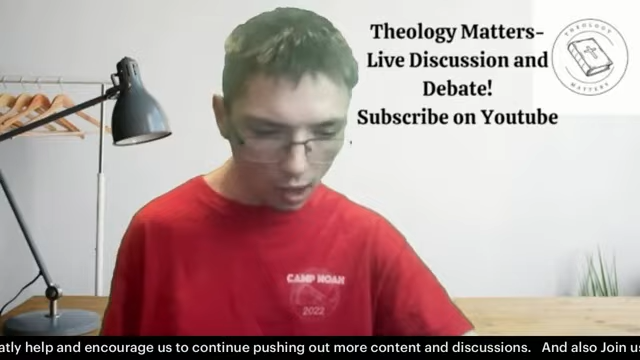 Theology Matters-
Live Discussion and
Debate!
Subscribe on Youtube
THEOLOGY
MATTERS
CAMP NOAH
2022
atly help and encourage us to continue pushing out more content and discussions. And also Join u